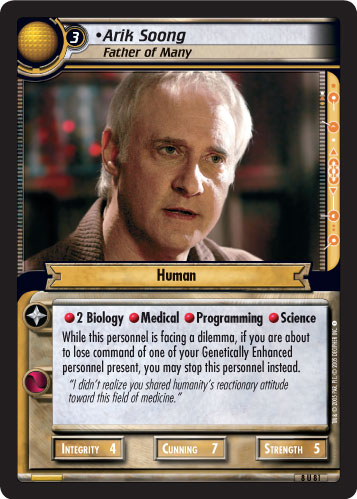 3 •Arik Soong
Father of Many
Human
2 Biology Medical Programming Science
While this personnel is facing a dilemma, if you are about
to lose command of one of your Genetically Enhanced
personnel present, you may stop this personnel instead.
"I didn't realize you shared humanity's reactionary attitude
toward this field of medicine."
INTEGRITY 4 CUNNING 7 STRENGTH 5
8 U 81